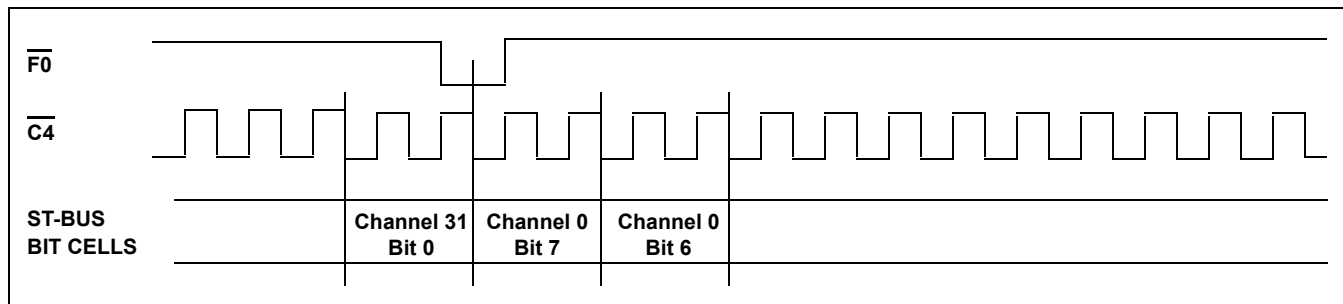 F0
C4
ST-BUS
BIT CELLS
Channel 31
Bit 0
Channel 0
Bit 7
Channel 0
Bit 6